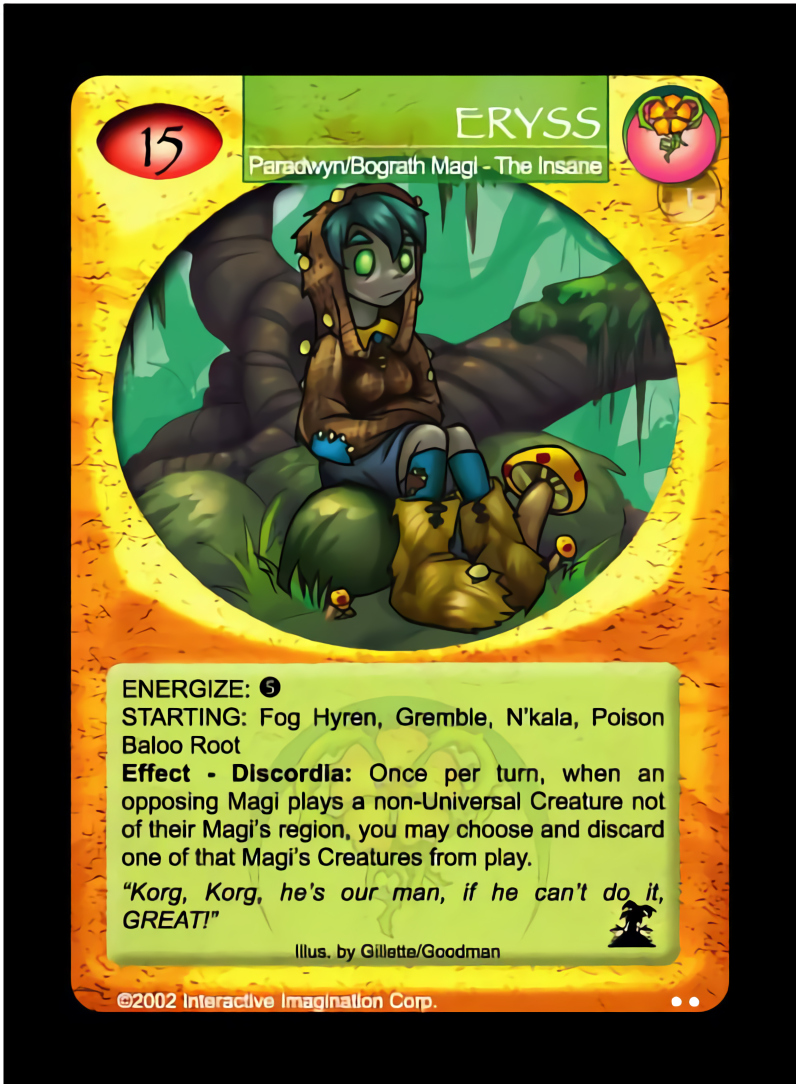 15
ERYSS
Paradwyn/Bograth Magi - The Insane
1
ENERGIZE: 5
STARTING: Fog Hyren, Gremble, N'kala, Poison
Baloo Root
Effect - Discordia: Once per turn, when an
opposing Magi plays a non-Universal Creature not
of their Magi's region, you may choose and discard
one of that Magi's Creatures from play.
"Korg, Korg, he's our man, if he can't do it,
GREAT!"
Illus. by Gillette/Goodman
©2002 Interactive Imagination Corp.